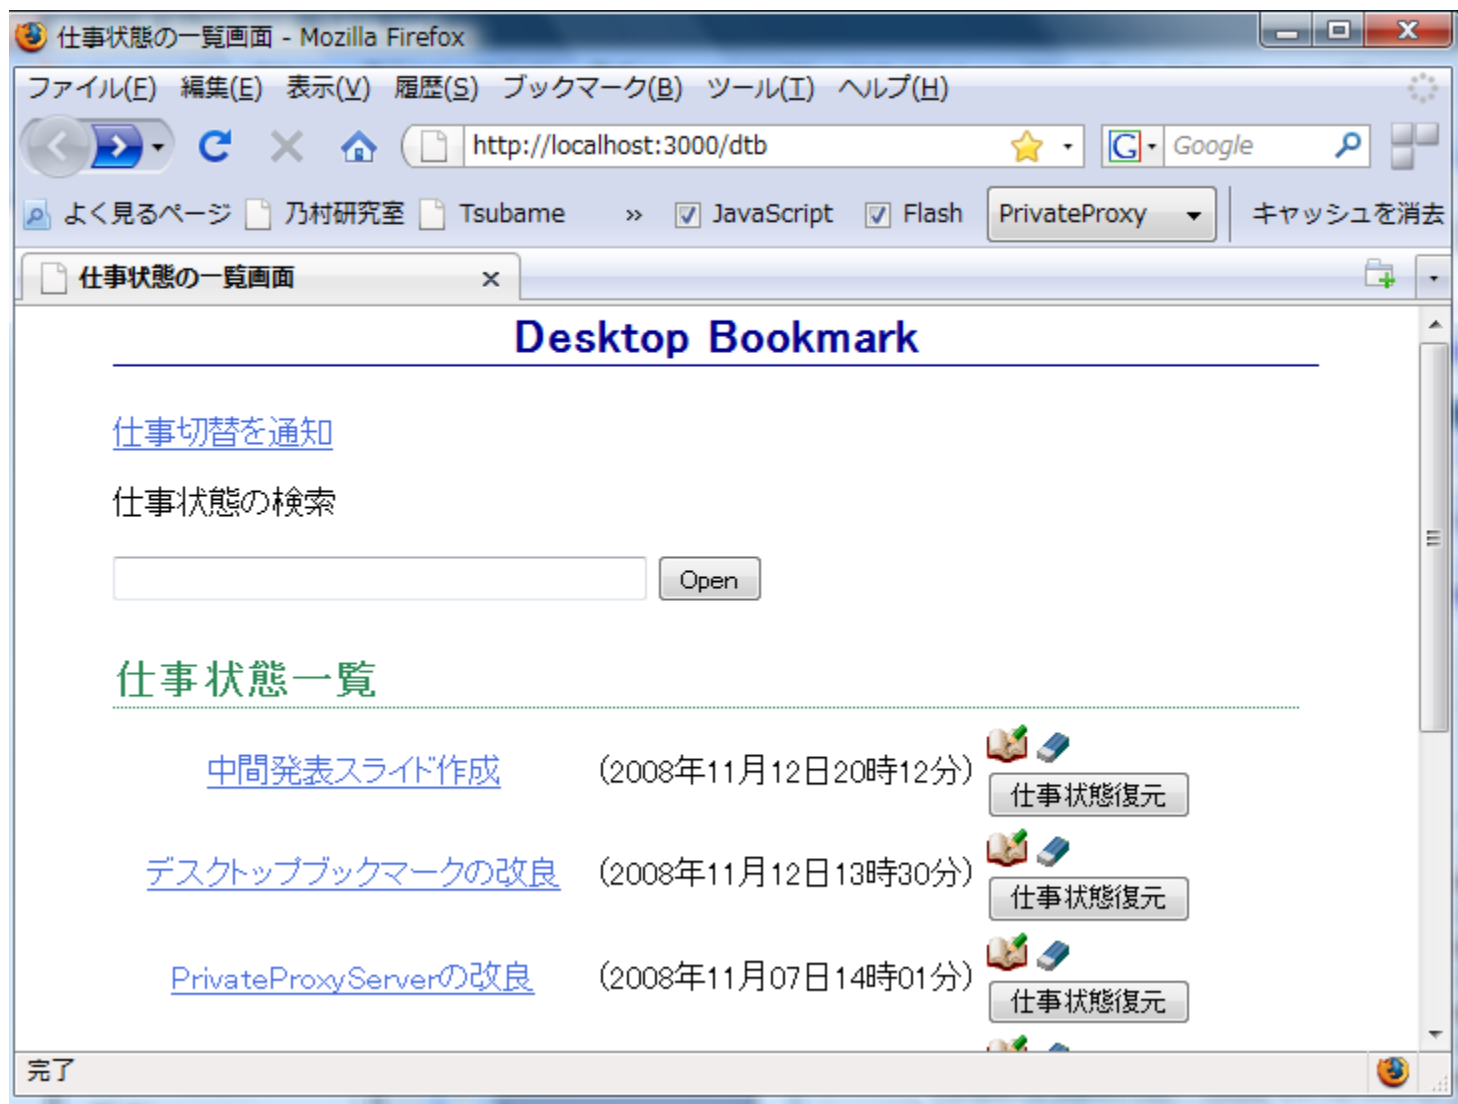 仕事状態の一覧画面 - Mozilla Firefox
ファイル(F) 編集(E) 表示(V) 履歴(S) ブックマーク(B) ツール(T) ヘルプ(H)
http://localhost:3000/dtb G Google
よく見るページ 乃村研究室 Tsubame » JavaScript Flash PrivateProxy キャッシュを消去
仕事状態の一覧画面
Desktop Bookmark
仕事切替を通知
仕事状態の検索
Open
仕事状態一覧
中間発表スライド作成 (2008年11月12日20時12分)
仕事状態復元
デスクトップブックマークの改良 (2008年11月12日13時30分)
仕事状態復元
PrivateProxyServerの改良 (2008年11月07日14時01分)
仕事状態復元
完了